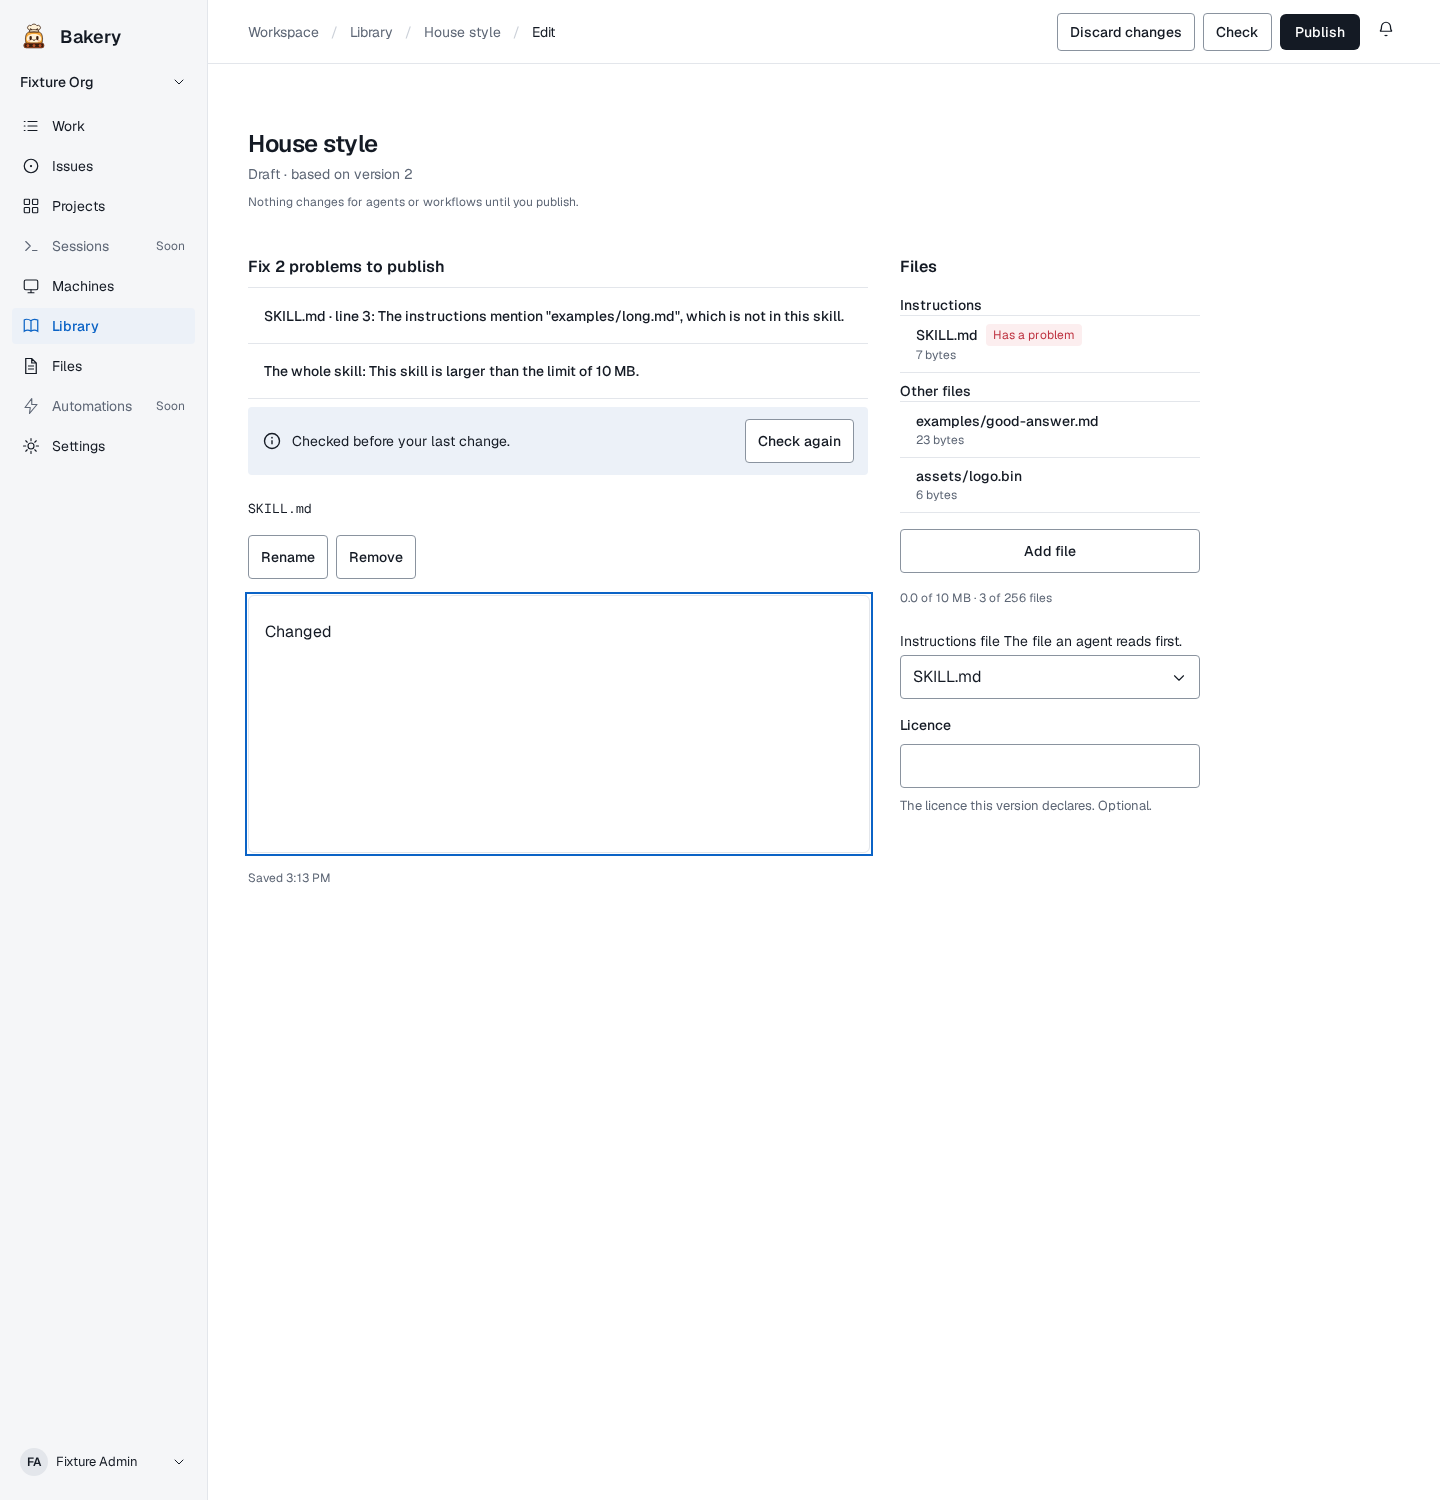 Bakery
Fixture Org
Work
Issues
Projects
Sessions Soon
Machines
Library
Files
Automations Soon
Settings
FA Fixture Admin
Workspace / Library / House style / Edit
Discard changes
Check
Publish
House style
Draft · based on version 2
Nothing changes for agents or workflows until you publish.
Fix 2 problems to publish
SKILL.md · line 3: The instructions mention "examples/long.md", which is not in this skill.
The whole skill: This skill is larger than the limit of 10 MB.
Checked before your last change.
Check again
SKILL.md
Rename
Remove
Changed
Saved 3:13 PM
Files
Instructions
SKILL.md Has a problem
7 bytes
Other files
examples/good-answer.md
23 bytes
assets/logo.bin
6 bytes
Add file
0.0 of 10 MB · 3 of 256 files
Instructions file The file an agent reads first.
SKILL.md
Licence
The licence this version declares. Optional.